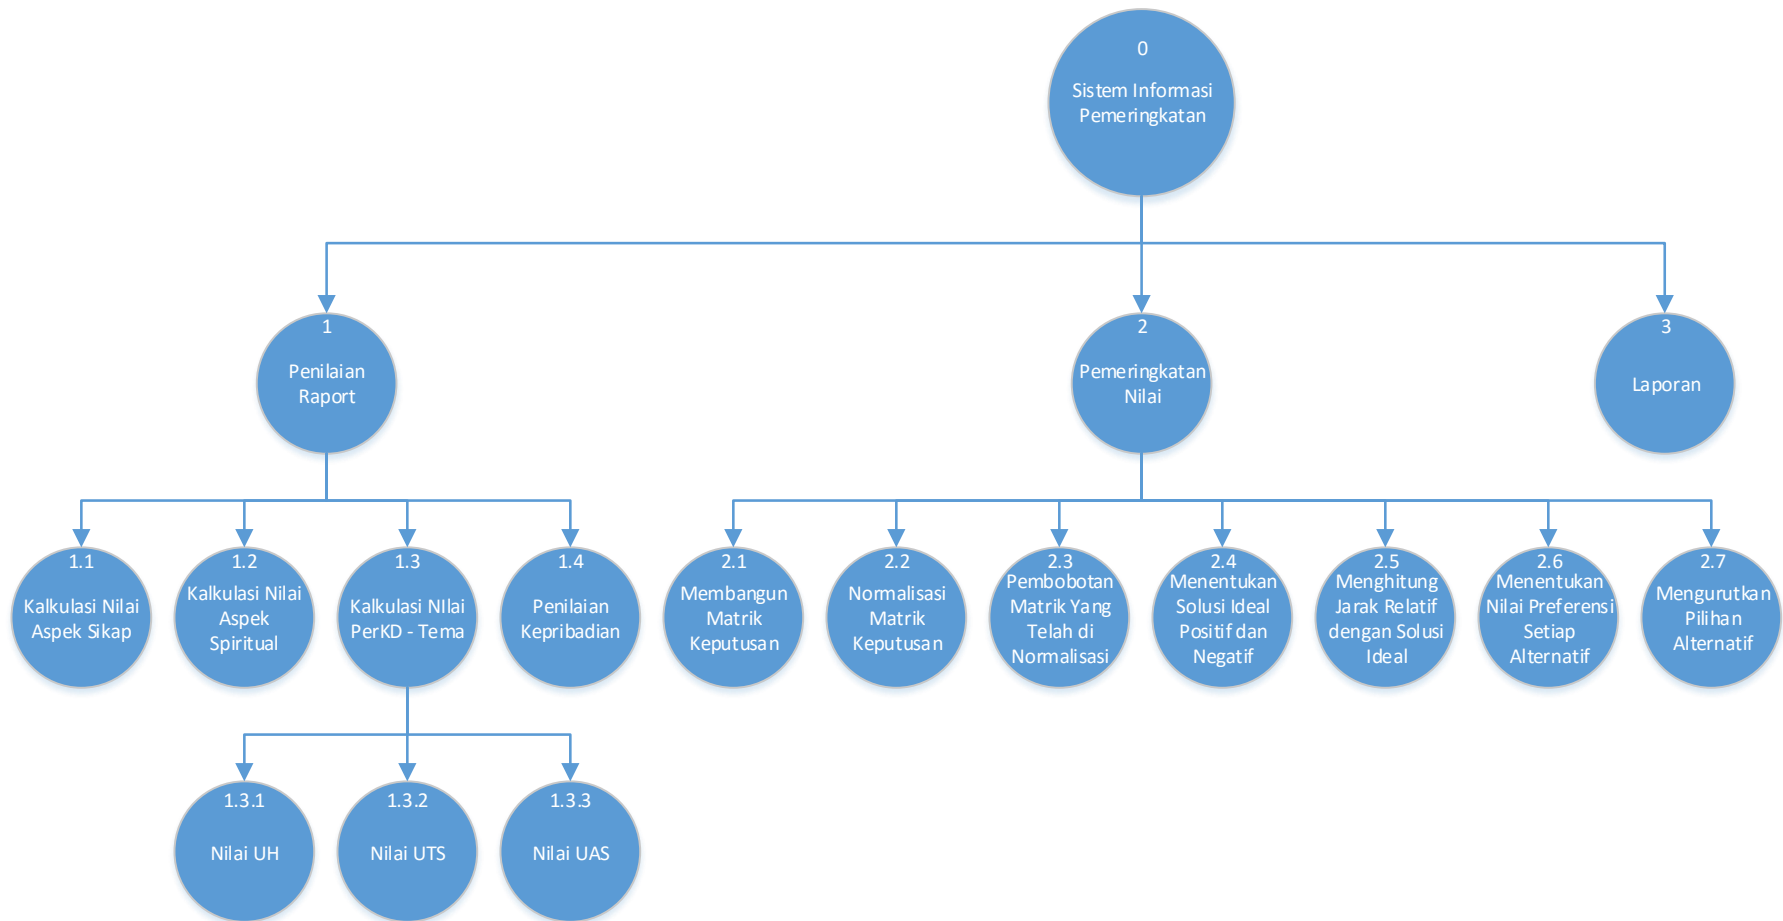 0
Sistem Informasi
Pemeringkatan
1
Penilaian
Raport
2
Pemeringkatan
Nilai
3
Laporan
1.1
Kalkulasi Nilai
Aspek Sikap
1.2
Kalkulasi Nilai
Aspek
Spiritual
1.3
Kalkulasi NIlai
PerKD - Tema
1.4
Penilaian
Kepribadian
2.1
Membangun
Matrik
Keputusan
2.2
Normalisasi
Matrik
Keputusan
2.3
Pembobotan
Matrik Yang
Telah di
Normalisasi
2.4
Menentukan
Solusi Ideal
Positif dan
Negatif
2.5
Menghitung
Jarak Relatif
dengan Solusi
Ideal
2.6
Menentukan
Nilai Preferensi
Setiap
Alternatif
2.7
Mengurutkan
Pilihan
Alternatif
1.3.1
Nilai UH
1.3.2
Nilai UTS
1.3.3
Nilai UAS